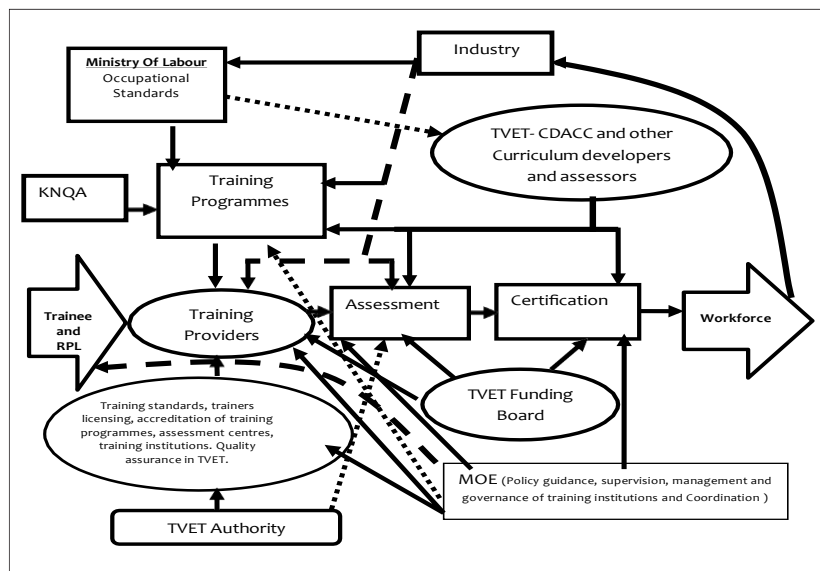 Industry
Ministry Of Labour
Occupational
Standards
TVET- CDACC and other
Curriculum developers
and assessors
KNQA
Training
Programmes
Trainee
and
RPL
Training
Providers
Assessment
Certification
Workforce
TVET Funding
Board
Training standards, trainers
licensing, accreditation of training
programmes, assessment centres,
training institutions. Quality
assurance in TVET.
MOE (Policy guidance, supervision, management and
governance of training institutions and Coordination )
TVET Authority